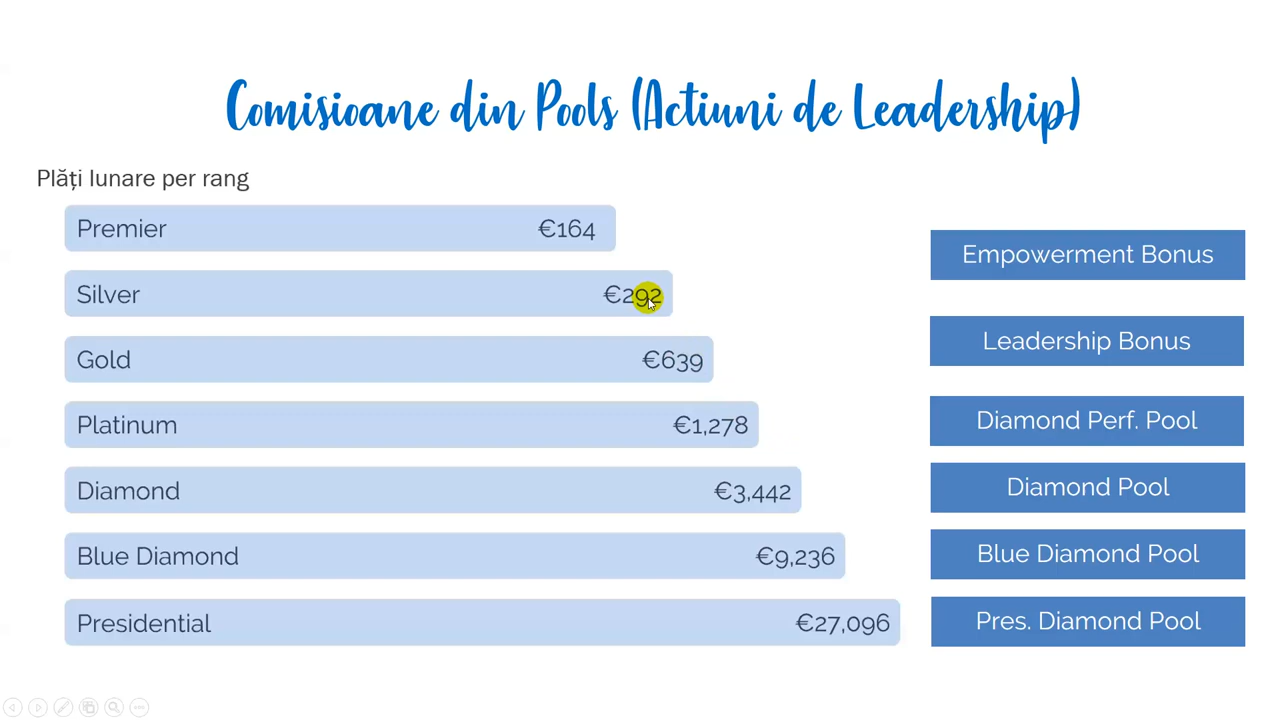 Comisioane din Pools (Actiuni de Leadership)
Plăți lunare per rang
Premier €164
Silver €292
Gold €639
Platinum €1,278
Diamond €3,442
Blue Diamond €9,236
Presidential €27,096
Empowerment Bonus
Leadership Bonus
Diamond Perf. Pool
Diamond Pool
Blue Diamond Pool
Pres. Diamond Pool